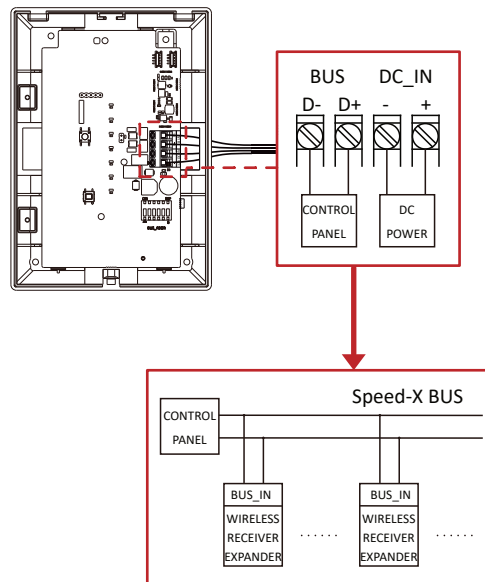 BUS DC_IN
D- D+ - +
CONTROL
PANEL
DC
POWER
Speed-X BUS
CONTROL
PANEL
BUS_IN
WIRELESS
RECEIVER
EXPANDER
......
BUS_IN
WIRELESS
RECEIVER
EXPANDER
......